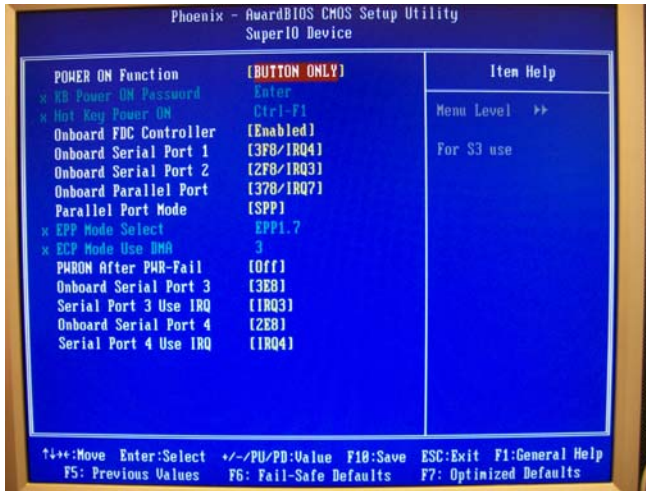 Phoenix - AwardBIOS CMOS Setup Utility
SuperIO Device
POWER ON Function [BUTTON ONLY]
x KB Power ON Password Enter
x Hot Key Power ON Ctrl-F1
Onboard FDC Controller [Enabled]
Onboard Serial Port 1 [3F8/IRQ4]
Onboard Serial Port 2 [2F8/IRQ3]
Onboard Parallel Port [378/IRQ7]
Parallel Port Mode [SPP]
x EPP Mode Select EPP1.7
x ECP Mode Use DMA 3
PWRON After PWR-Fail [Off]
Onboard Serial Port 3 [3E8]
Serial Port 3 Use IRQ [IRQ3]
Onboard Serial Port 4 [2E8]
Serial Port 4 Use IRQ [IRQ4]
Item Help
Menu Level ►►
For S3 use
↑↓→←:Move Enter:Select +/-/PU/PD:Value F10:Save ESC:Exit F1:General Help
F5: Previous Values F6: Fail-Safe Defaults F7: Optimized Defaults